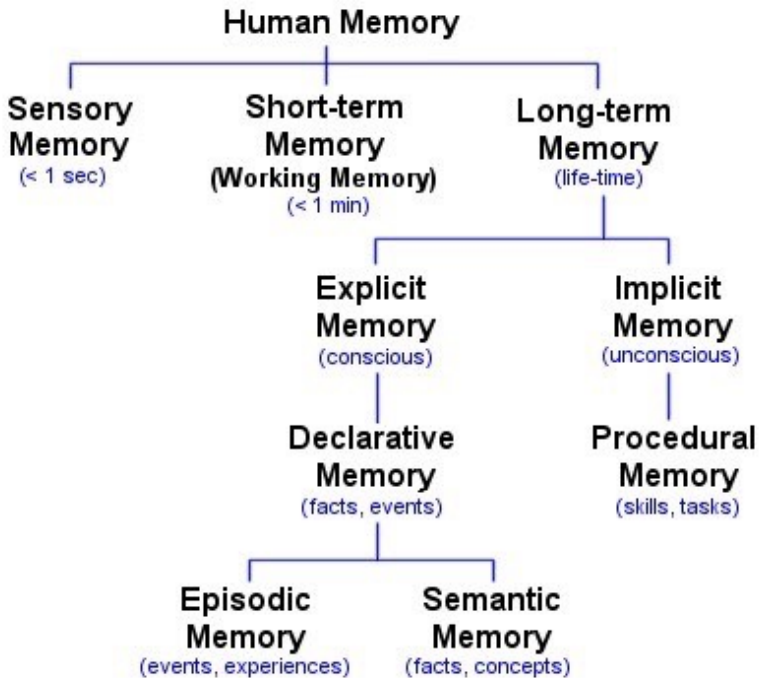 Human Memory
Sensory
Memory
(< 1 sec)
Short-term
Memory
(Working Memory)
(< 1 min)
Long-term
Memory
(life-time)
Explicit
Memory
(conscious)
Implicit
Memory
(unconscious)
Declarative
Memory
(facts, events)
Procedural
Memory
(skills, tasks)
Episodic
Memory
(events, experiences)
Semantic
Memory
(facts, concepts)